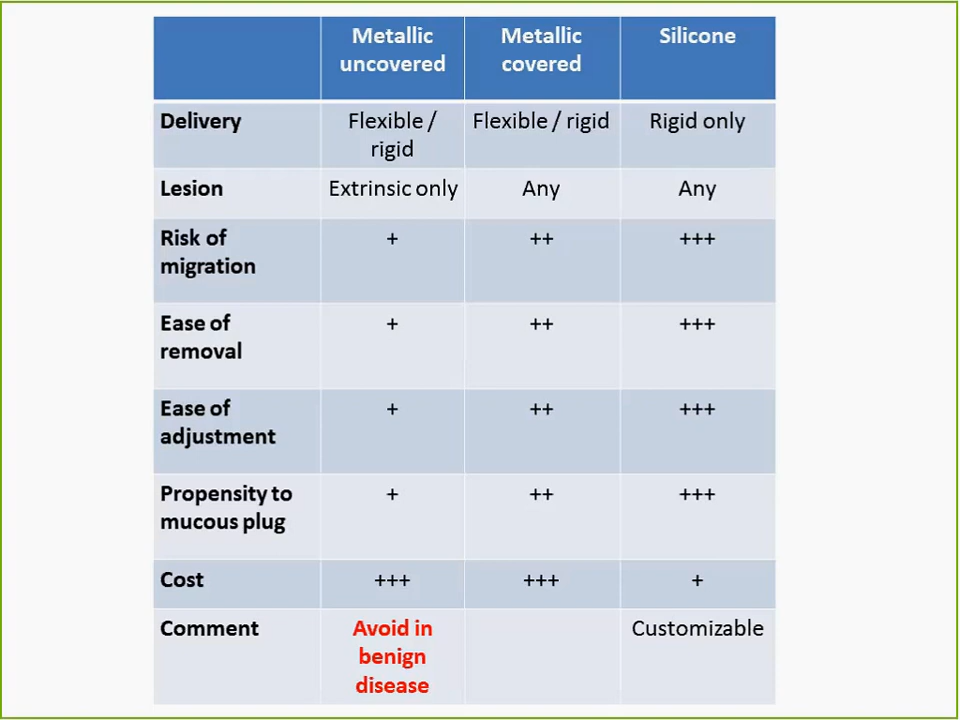 Metallic uncovered Metallic covered Silicone
Delivery Flexible / rigid Flexible / rigid Rigid only
Lesion Extrinsic only Any Any
Risk of migration + ++ +++
Ease of removal + ++ +++
Ease of adjustment + ++ +++
Propensity to mucous plug + ++ +++
Cost +++ +++ +
Comment Avoid in benign disease Customizable